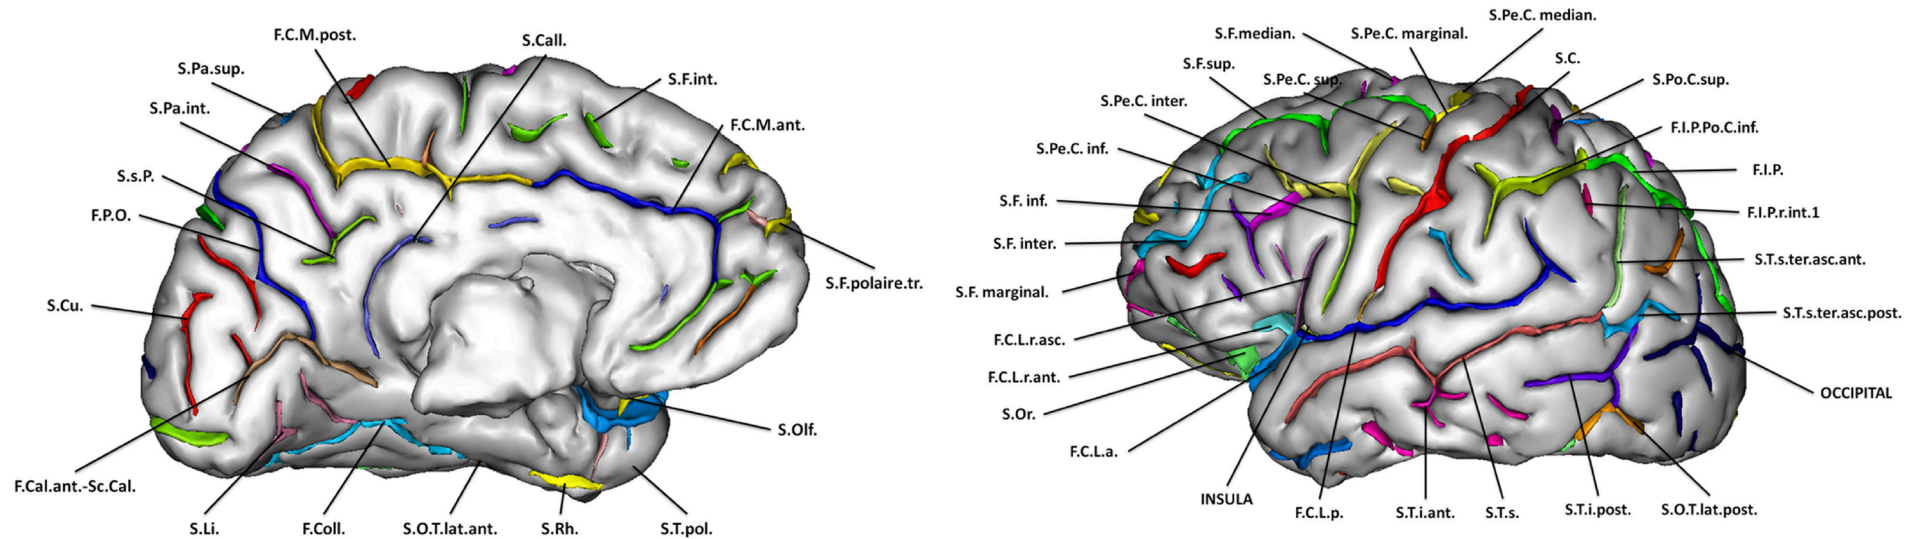 F.C.M.post.
S.Call.
S.Pa.sup.
S.F.int.
S.Pa.int.
F.C.M.ant.
S.s.P.
F.P.O.
S.F.polaire.tr.
S.Cu.
S.Olf.
F.Cal.ant.-Sc.Cal.
S.Li.
F.Coll.
S.O.T.lat.ant.
S.Rh.
S.T.pol.
S.Pe.C. median.
S.F.median.
S.Pe.C. marginal.
S.C.
S.F.sup.
S.Pe.C. sup.
S.Po.C.sup.
S.Pe.C. inter.
F.I.P.Po.C.inf.
S.Pe.C. inf.
F.I.P.
S.F. inf.
F.I.P.r.int.1
S.F. inter.
S.T.s.ter.asc.ant.
S.F. marginal.
S.T.s.ter.asc.post.
F.C.L.r.asc.
F.C.L.r.ant.
OCCIPITAL
S.Or.
F.C.L.a.
INSULA
F.C.L.p.
S.T.i.ant.
S.T.s.
S.T.i.post.
S.O.T.lat.post.